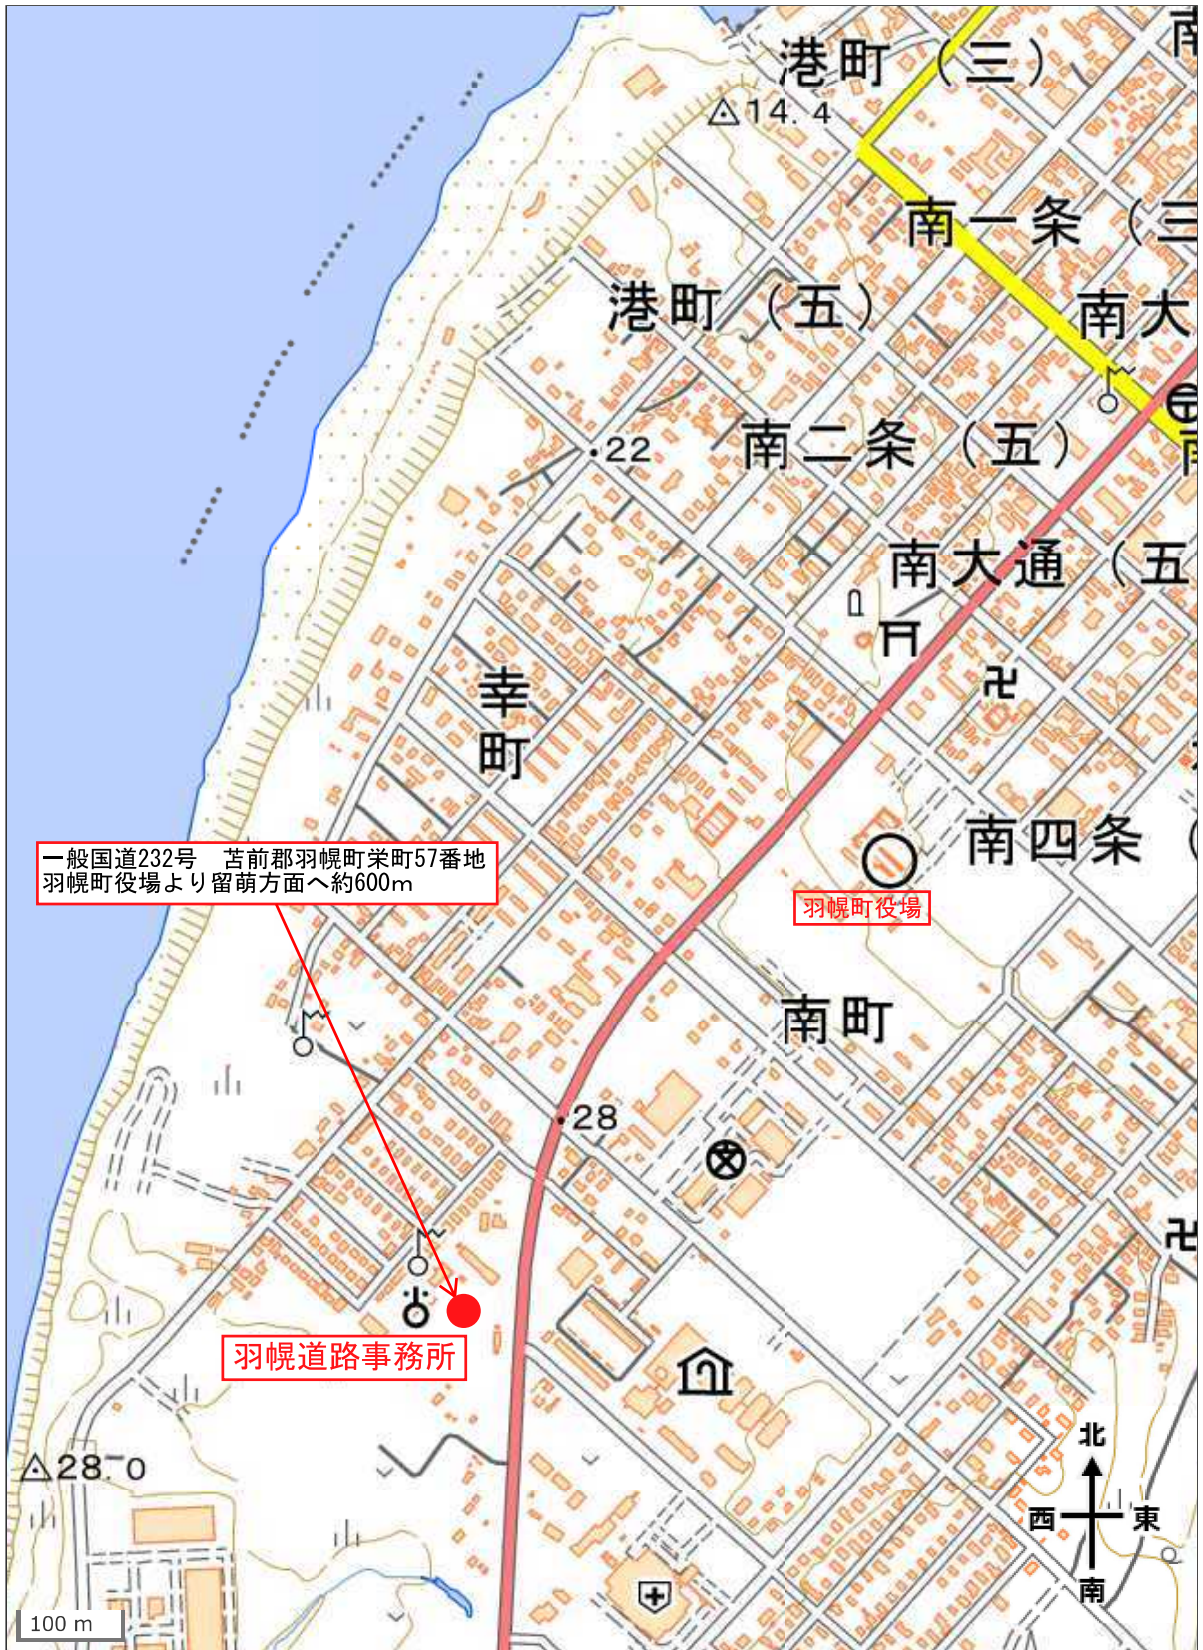 港町（三）
14.4
南一条（三
港町（五）
南大
22
南二条（五）
南大通（五
幸町
一般国道232号　苫前郡羽幌町栄町57番地
羽幌町役場より留萌方面へ約600m
南四条（
羽幌町役場
南町
28
羽幌道路事務所
28.0
北
西
東
南
100 m